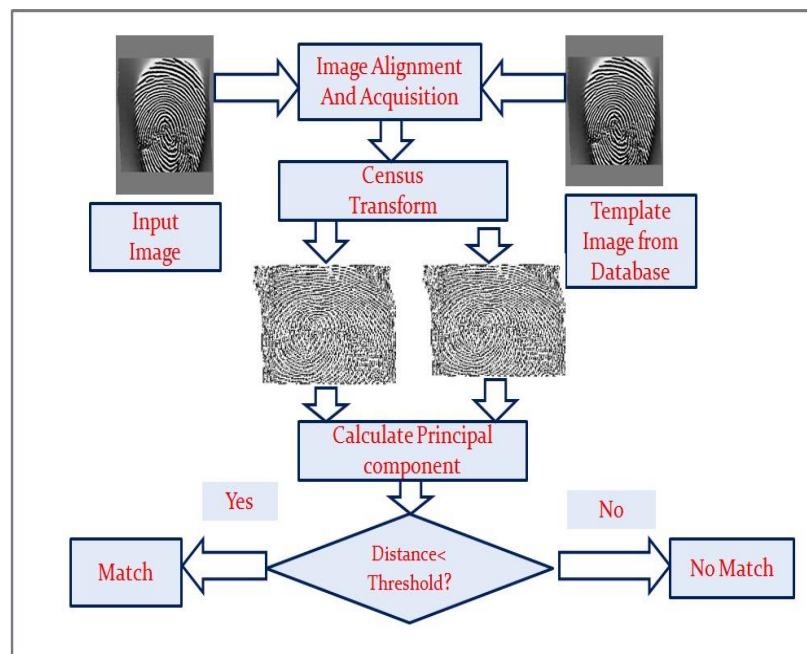 Image Alignment
And Acquisition
Census
Transform
Input
Image
Template
Image from
Database
Calculate Principal
component
Yes
No
Distance<
Threshold?
Match
No Match